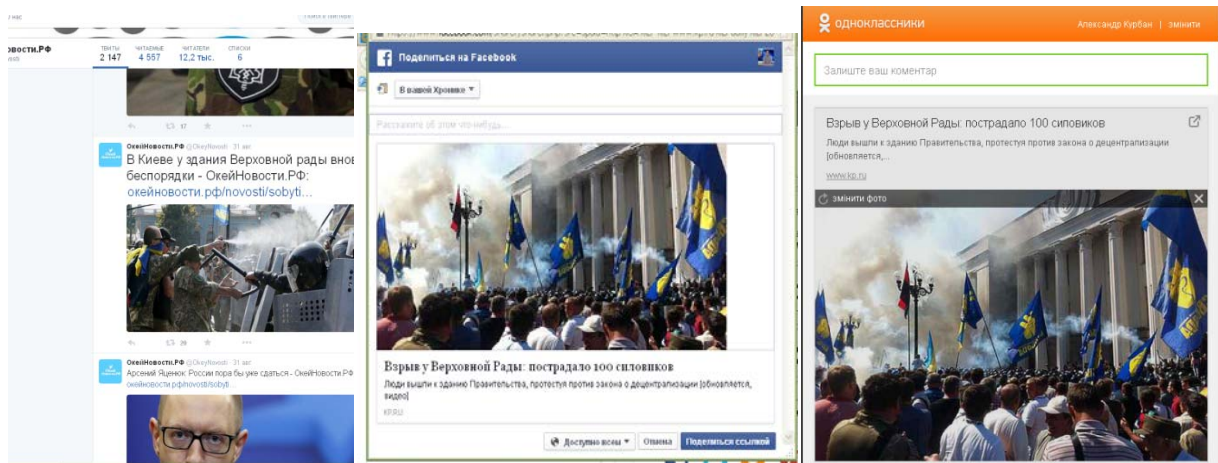 у нас
овости.РФ
ТВИТЫ ЧИТАЕМЫЕ ЧИТАТЕЛИ СПИСКИ
2 147 4 557 12,2 тыс. 6
17
ОкейНовости.РФ @OkeyNovosti 31 авг
В Киеве у здания Верховной рады внов
беспорядки - ОкейНовости.РФ:
окейновости.рф/novosti/sobyti...
20
ОкейНовости.РФ @OkeyNovosti 31 авг
Арсений Яценюк: России пора бы уже сдаться - ОкейНовости.РФ
окейновости.рф/novosti/sobyti...
Поделиться на Facebook
В вашей Хронике
Расскажите об этом что-нибудь...
Взрыв у Верховной Рады: пострадало 100 силовиков
Люди вышли к зданию Правительства, протестуя против закона о децентрализации [обновляется,
видео]
KP.RU
Доступно всем Отмена Поделиться ссылкой
одноклассники
Александр Курбан | змінити
Залиште ваш коментар
Взрыв у Верховной Рады: пострадало 100 силовиков
Люди вышли к зданию Правительства, протестуя против закона о децентрализации
[обновляется,...
www.kp.ru
змінити фото